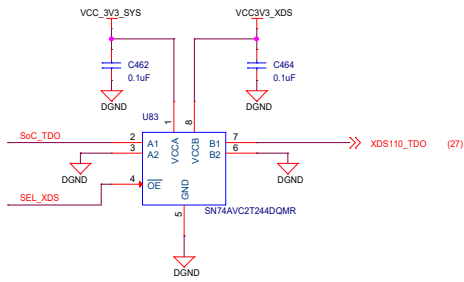 VCC_3V3_SYS
VCC3V3_XDS
C462
0.1uF
C464
0.1uF
DGND
DGND
U83
1
8
SoC_TDO
2
A1
VCCA
VCCB
B1
7
XDS110_TDO
(27)
3
A2
B2
6
DGND
DGND
4
OE
GND
SEL_XDS
SN74AVC2T244DQMR
5
DGND